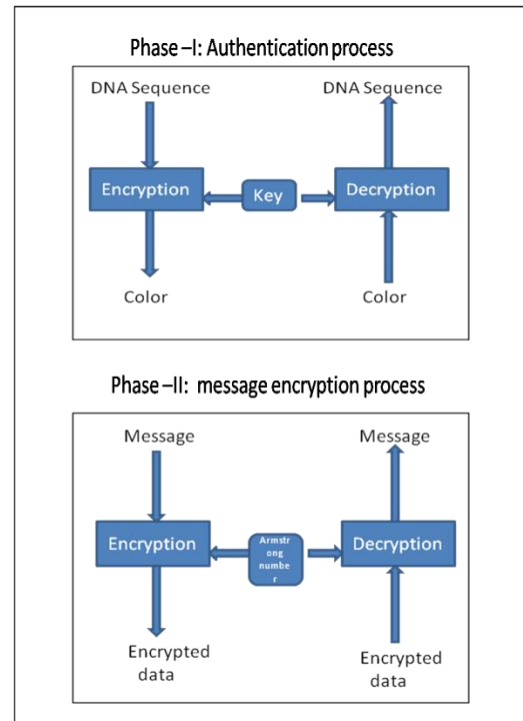 Phase –I: Authentication process
DNA Sequence
DNA Sequence
Encryption
Key
Decryption
Color
Color
Phase –II:  message encryption process
Message
Message
Encryption
Armstr
ong
numbe
r
Decryption
Encrypted
data
Encrypted
data